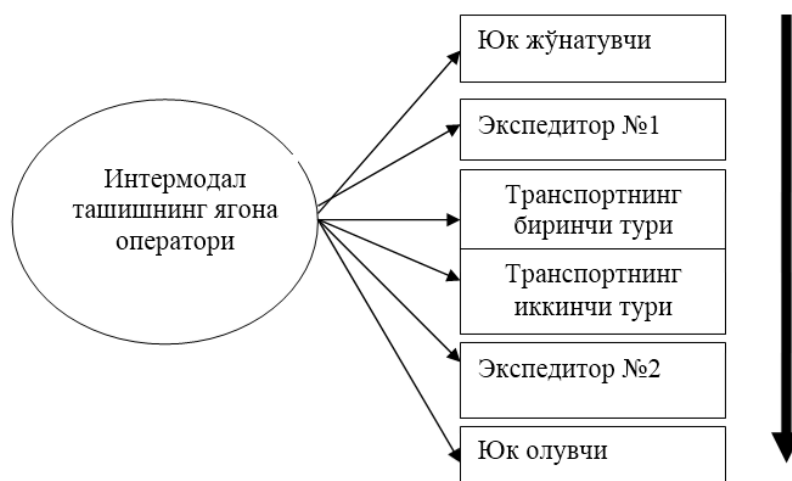 Юк жўнатувчи
Экспедитор №1
Интермодал
ташишнинг ягона
оператори
Транспортнинг
биринчи тури
Транспортнинг
иккинчи тури
Экспедитор №2
Юк олувчи